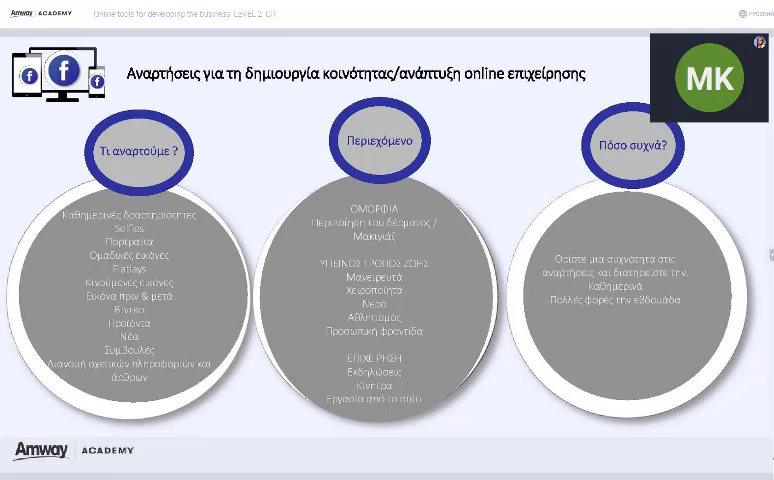 Amway | ACADEMY
Online tools for developing the business. LEVEL 2. GR
РУССКИЙ
Αναρτήσεις για τη δημιουργία κοινότητας/ανάπτυξη online επιχείρησης
MK
Τι αναρτούμε ?
Περιεχόμενο
Πόσο συχνά?
Καθημερινές δραστηριότητες
Selfies
Πορτραίτα
Ομαδικές εικόνες
Flatlays
Κινούμενες εικόνες
Εικόνα πριν & μετά
Βίντεο
Προϊόντα
Νέα
Συμβουλές
Διανομή σχετικών πληροφοριών και
άρθρων
ΟΜΟΡΦΙΑ
Περιποίηση του δέρματος /
Μακιγιάζ
ΥΓΙΕΙΝΟΣ ΤΡΟΠΟΣ ΖΩΗΣ
Μαγειρευτά
Χειροποίητα
Νερό
Αθλητισμός
Προσωπική φροντίδα
ΕΠΙΧΕΙΡΗΣΗ
Εκδηλώσεις
Κίνητρα
Εργασία από το σπίτι
Ορίστε μια συχνότητα στις
αναρτήσεις και διατηρείστε την.
Καθημερινά
Πολλές φορές την εβδομάδα
Amway | ACADEMY